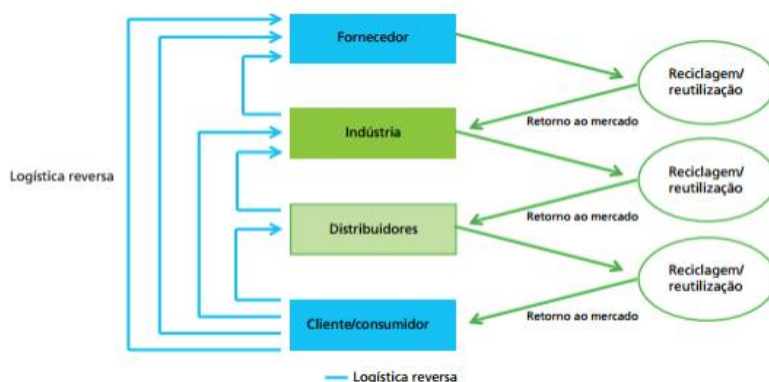 Fornecedor
Reciclagem/
reutilização
Retorno ao mercado
Indústria
Logística reversa
Reciclagem/
reutilização
Retorno ao mercado
Distribuidores
Reciclagem/
reutilização
Retorno ao mercado
Cliente/consumidor
Logística reversa